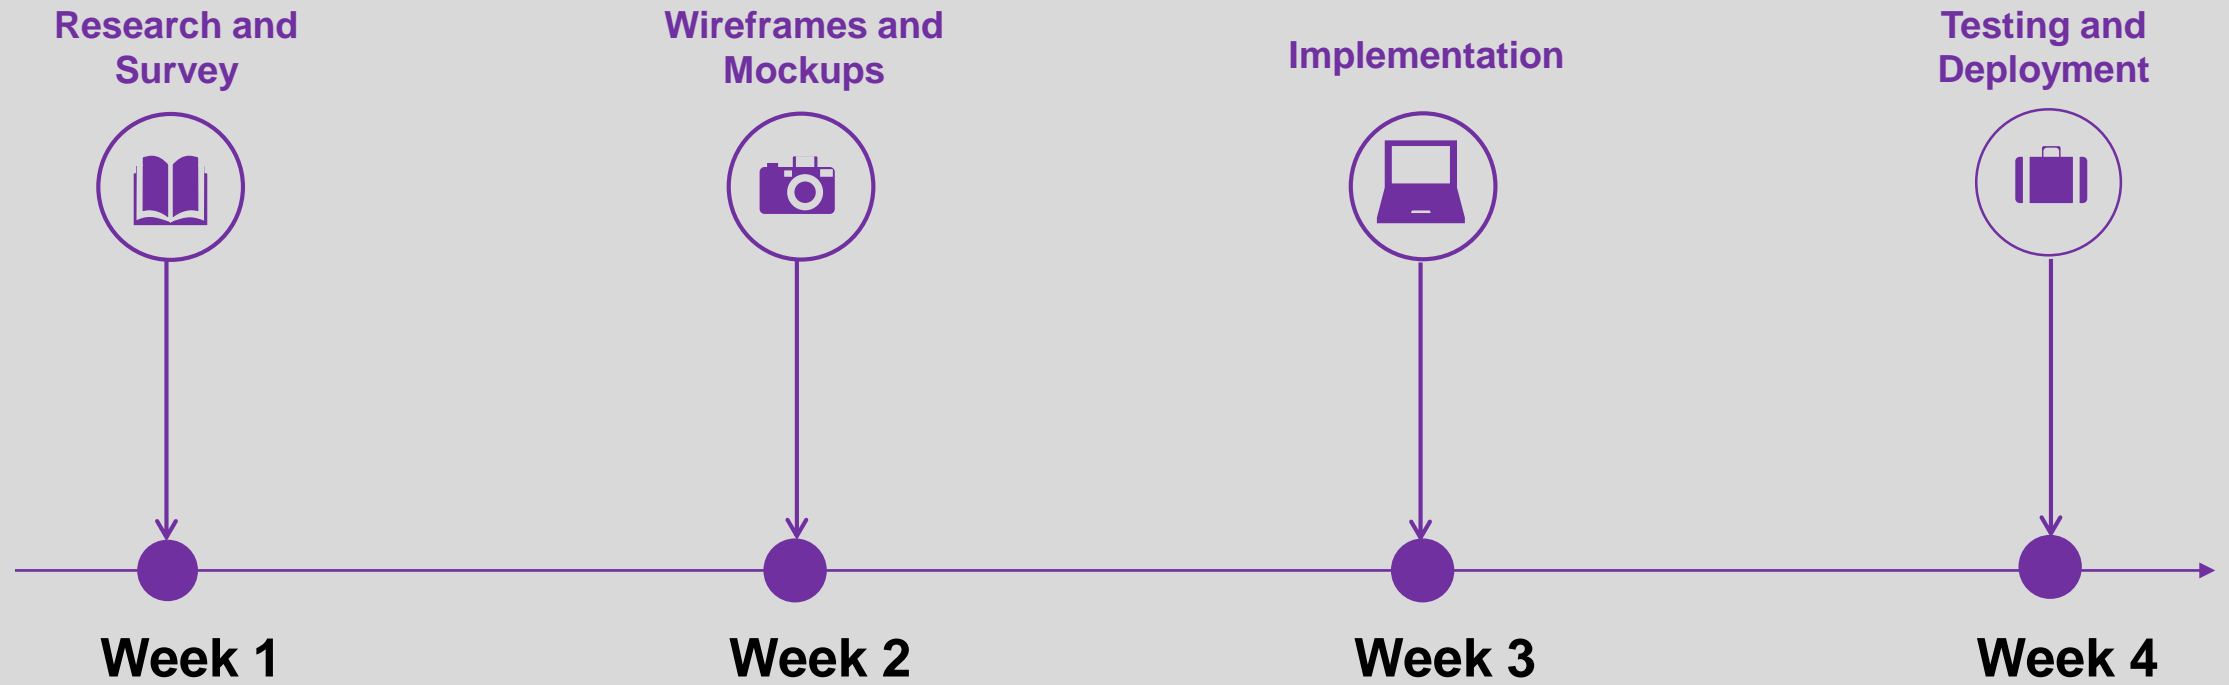 Research and
Survey
Wireframes and
Mockups
Implementation
Testing and
Deployment
Week 1
Week 2
Week 3
Week 4